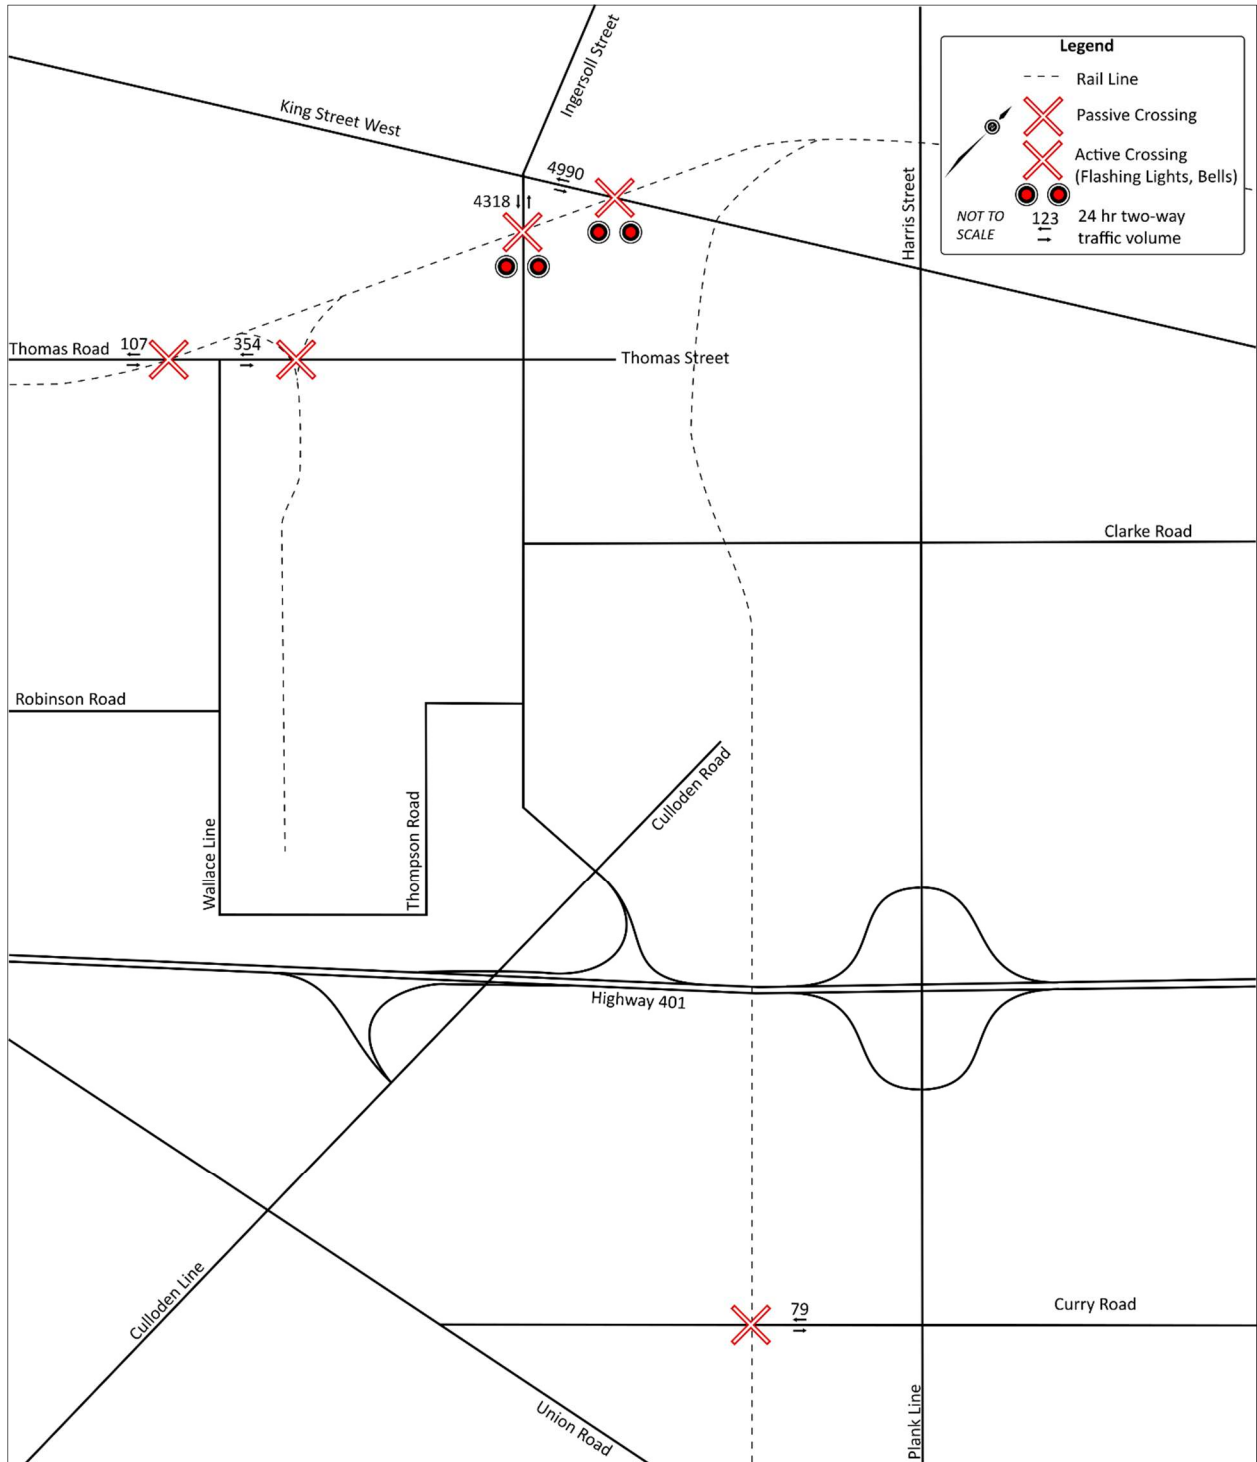 Ingersoll Street
King Street West
Legend
Rail Line
Passive Crossing
Active Crossing
(Flashing Lights, Bells)
NOT TO
SCALE
123
24 hr two-way
traffic volume
4990
4318
Harris Street
Thomas Road
107
354
Thomas Street
Clarke Road
Robinson Road
Culloden Road
Wallace Line
Thompson Road
Highway 401
Culloden Line
79
Curry Road
Union Road
Plank Line